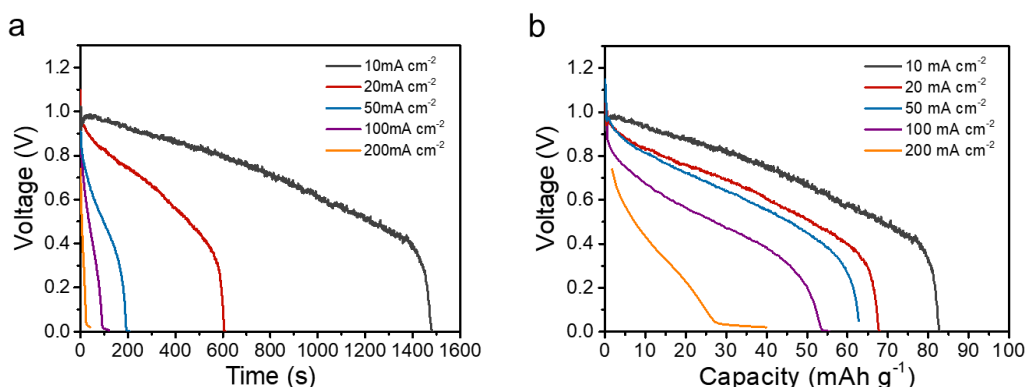 a
1.2
1.0
0.8
0.6
0.4
0.2
0.0
Voltage (V)
10mA cm⁻²
20mA cm⁻²
50mA cm⁻²
100mA cm⁻²
200mA cm⁻²
0 200 400 600 800 1000 1200 1400 1600
Time (s)
b
1.2
1.0
0.8
0.6
0.4
0.2
0.0
Voltage (V)
10 mA cm⁻²
20 mA cm⁻²
50 mA cm⁻²
100 mA cm⁻²
200 mA cm⁻²
0 10 20 30 40 50 60 70 80 90 100
Capacity (mAh g⁻¹)